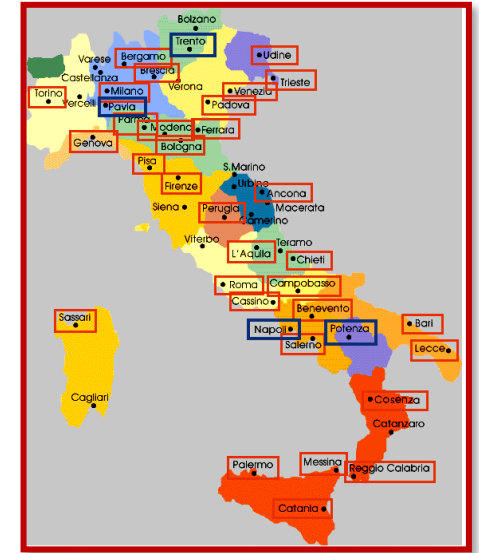 Bolzano
Trento
Udine
Varese
Bergamo
Brescia
Castellanza
Trieste
Verona
Milano
Venezia
Torino
Vercelli
Pavia
Padova
Parma
Modena
Ferrara
Genova
Bologna
Pisa
S.Marino
Firenze
Urbino
Ancona
Siena
Perugia
Macerata
Camerino
Viterbo
Teramo
L'Aquila
Chieti
Roma
Campobasso
Cassino
Benevento
Sassari
Napoli
Potenza
Bari
Salerno
Lecce
Cagliari
Cosenza
Catanzaro
Palermo
Messina
Reggio Calabria
Catania